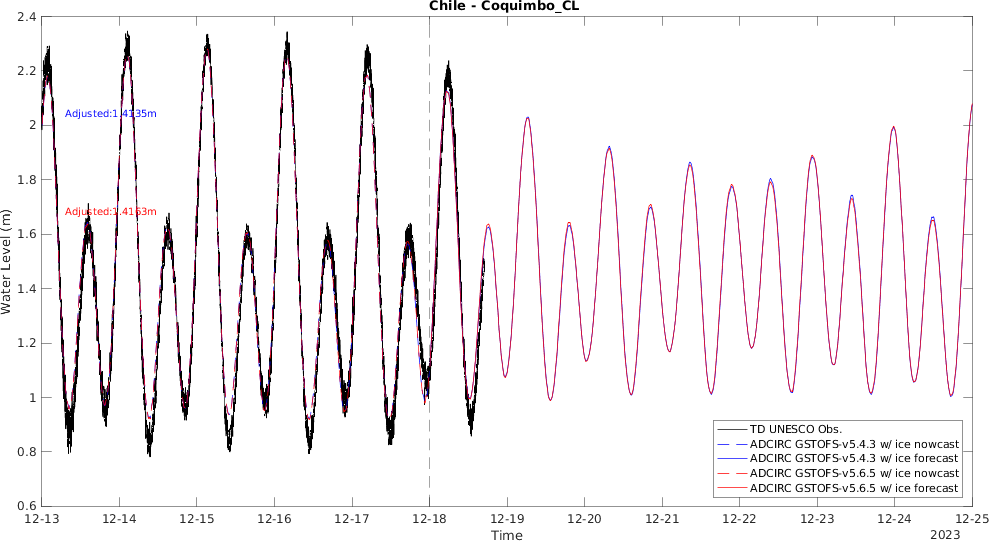 Chile - Coquimbo_CL
2.4
2.2
2
1.8
1.6
1.4
1.2
1
0.8
0.6
Water Level (m)
Adjusted:1.4135m
Adjusted:1.4163m
TD UNESCO Obs.
ADCIRC GSTOFS-v5.4.3 w/ ice nowcast
ADCIRC GSTOFS-v5.4.3 w/ ice forecast
ADCIRC GSTOFS-v5.6.5 w/ ice nowcast
ADCIRC GSTOFS-v5.6.5 w/ ice forecast
12-13 12-14 12-15 12-16 12-17 12-18 12-19 12-20 12-21 12-22 12-23 12-24 12-25
Time
2023